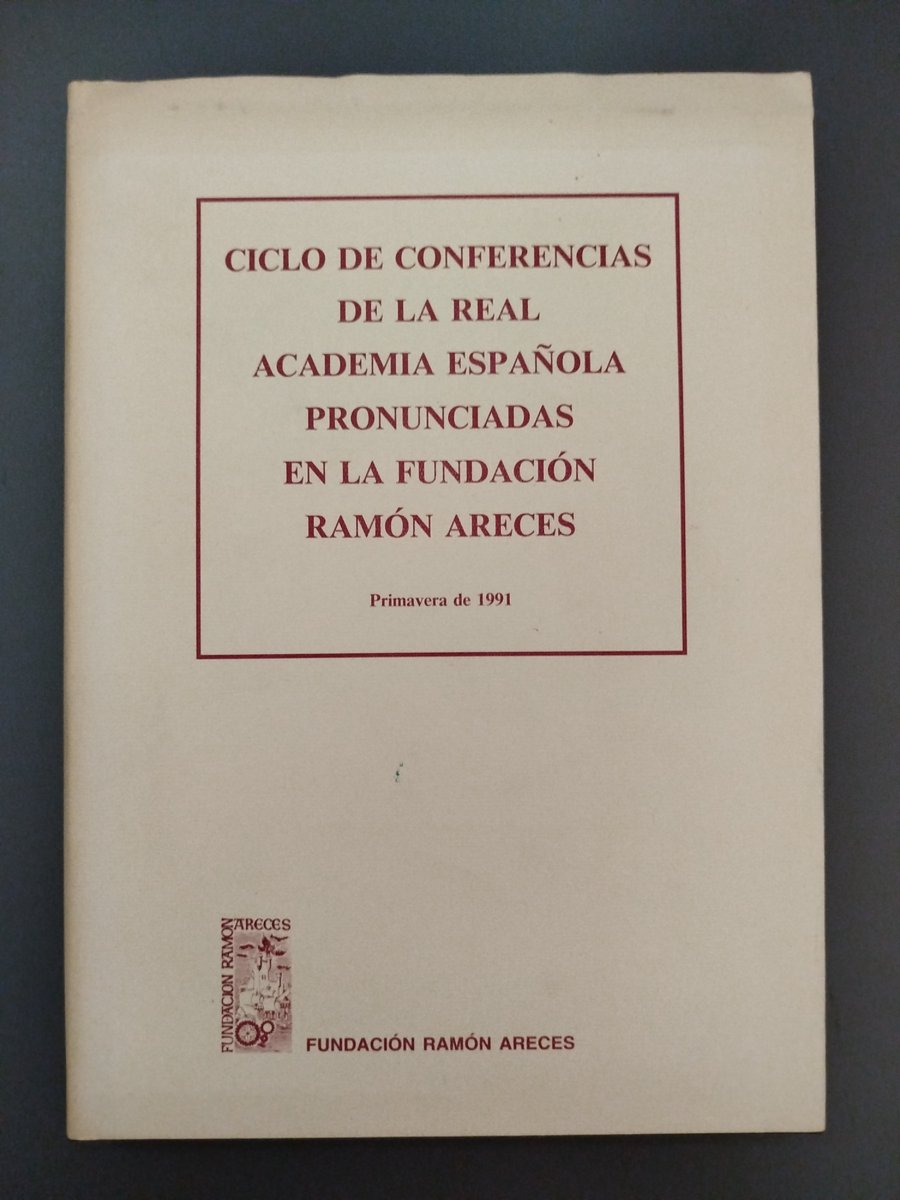 CICLO DE CONFERENCIAS
DE LA REAL
ACADEMIA ESPAÑOLA
PRONUNCIADAS
EN LA FUNDACIÓN
RAMÓN ARECES
Primavera de 1991
FUNDACION RAMON
ARECES
FUNDACIÓN RAMÓN ARECES